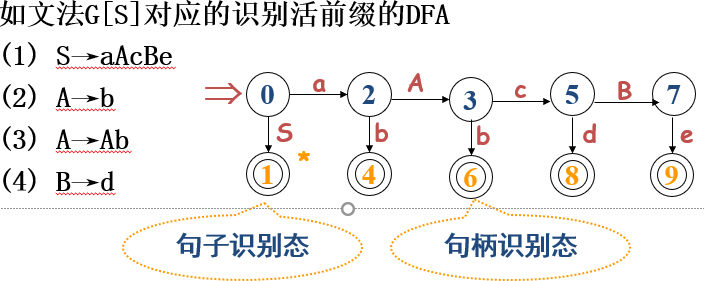 如文法G[S]对应的识别活前缀的DFA
(1) S→aAcBe
(2) A→b
(3) A→Ab
(4) B→d
0 a 2 A 3 c 5 B 7
S b b d e
1 * 4 6 8 9
句子识别态 句柄识别态